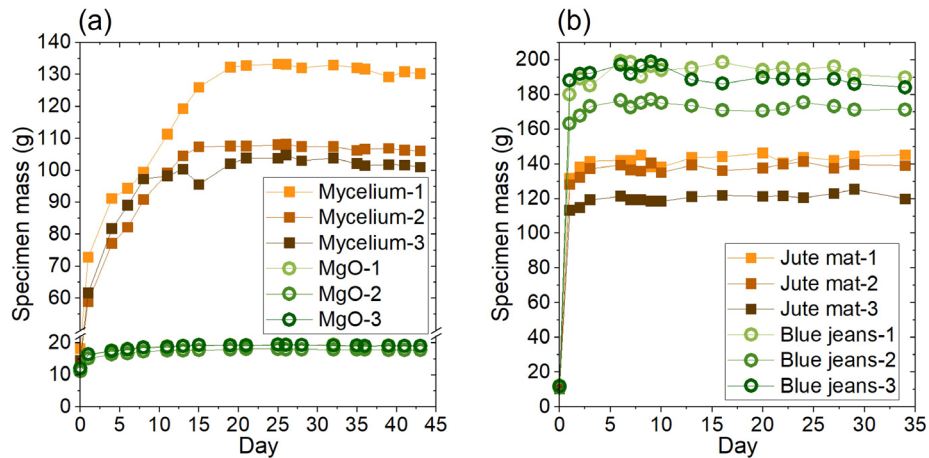 (a)
Specimen mass (g)
140
130
120
110
100
90
80
70
60
20
10
0
0 5 10 15 20 25 30 35 40 45
Day
Mycelium-1
Mycelium-2
Mycelium-3
MgO-1
MgO-2
MgO-3
(b)
Specimen mass (g)
200
180
160
140
120
100
80
60
40
20
0
0 5 10 15 20 25 30 35
Day
Jute mat-1
Jute mat-2
Jute mat-3
Blue jeans-1
Blue jeans-2
Blue jeans-3